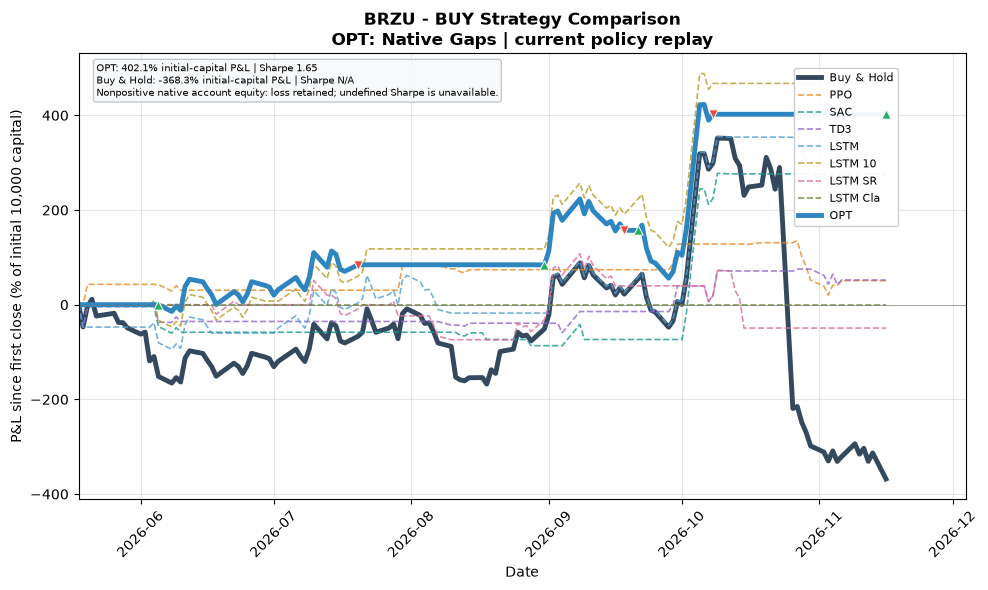 BRZU - BUY Strategy Comparison
OPT: Native Gaps | current policy replay
OPT: 402.1% initial-capital P&L | Sharpe 1.65
Buy & Hold: -368.3% initial-capital P&L | Sharpe N/A
Nonpositive native account equity: loss retained; undefined Sharpe is unavailable.
Buy & Hold
PPO
SAC
TD3
LSTM
LSTM 10
LSTM SR
LSTM Cla
OPT
P&L since first close (% of initial 10,000 capital)
400
200
0
−200
−400
2026-06
2026-07
2026-08
2026-09
2026-10
2026-11
2026-12
Date